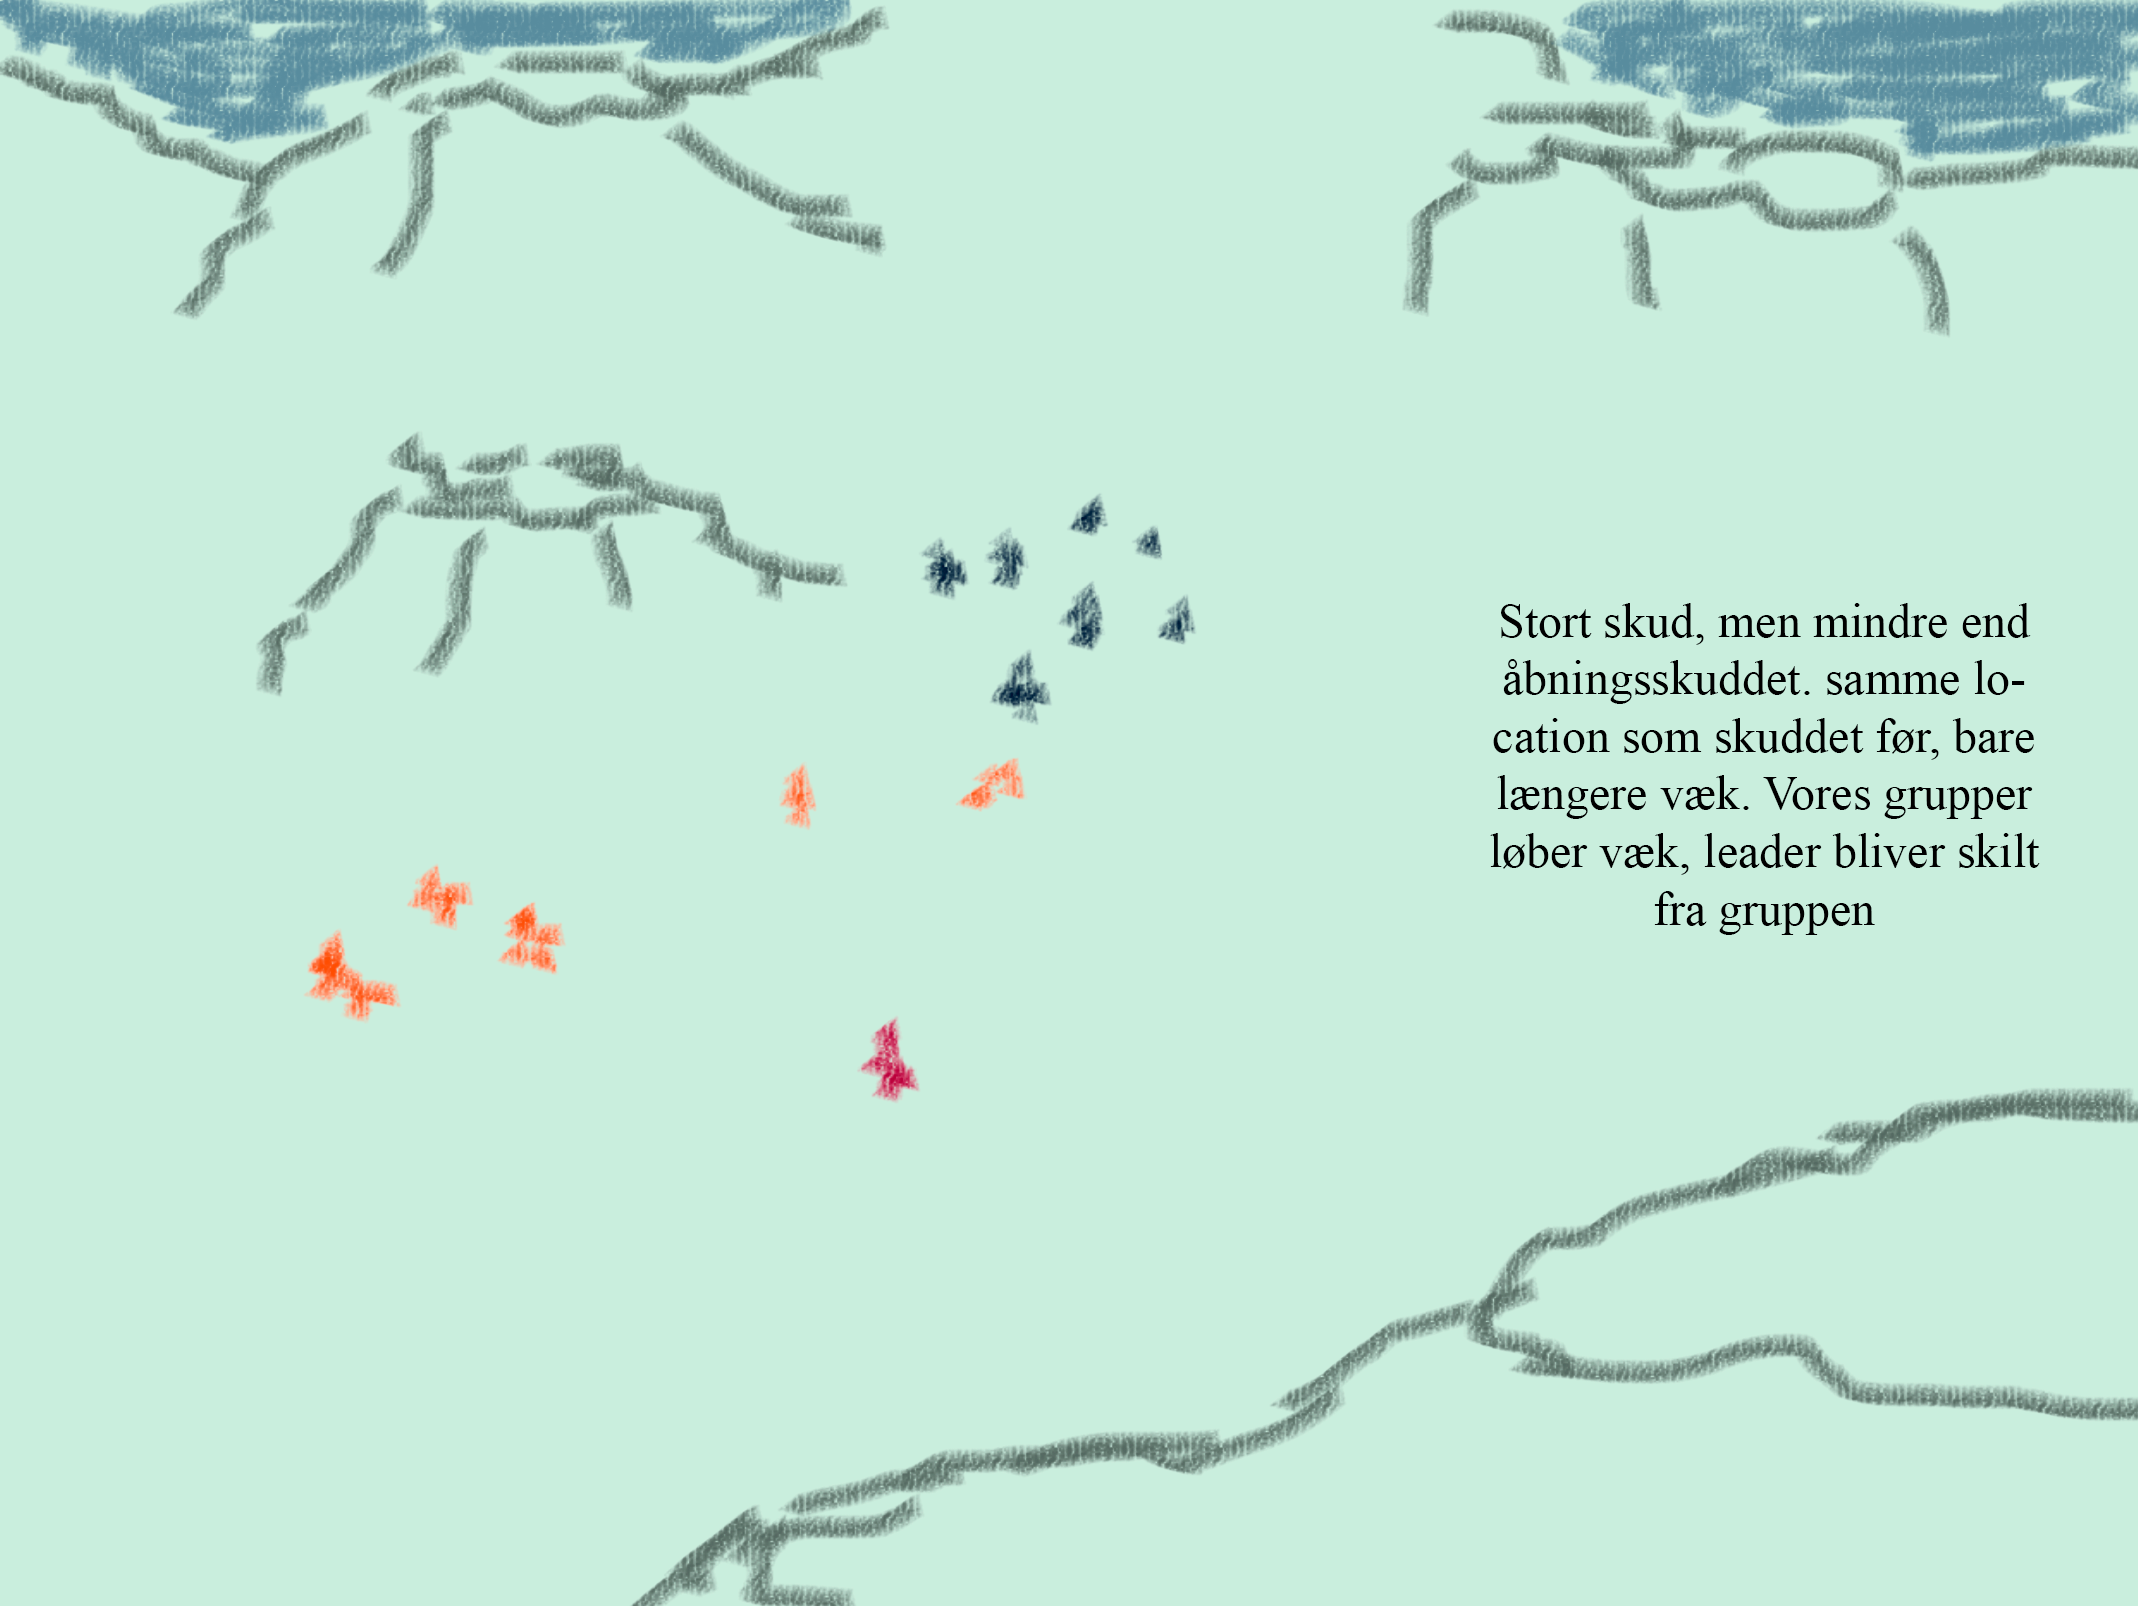 Stort skud, men mindre end
åbningsskuddet. samme lo-
cation som skuddet før, bare
længere væk. Vores grupper
løber væk, leader bliver skilt
fra gruppen